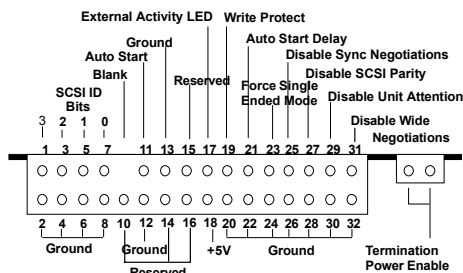 External Activity LED
Write Protect
Ground
Auto Start Delay
Auto Start
Disable Sync Negotiations
Blank
Reserved
Disable SCSI Parity
SCSI ID
Bits
Force Single
Ended Mode
Disable Unit Attention
3 2 1 0
Disable Wide
Negotiations
1 3 5 7 11 13 15 17 19 21 23 25 27 29 31
2 4 6 8 10 12 14 16 18 20 22 24 26 28 30 32
Ground
Ground
+5V
Ground
Reserved
Termination
Power Enable